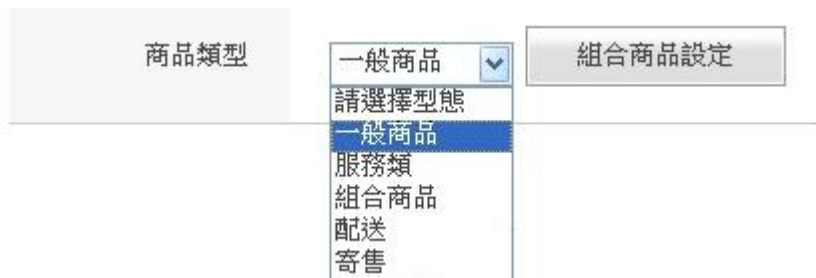 商品類型
一般商品
組合商品設定
請選擇型態
一般商品
服務類
組合商品
配送
寄售